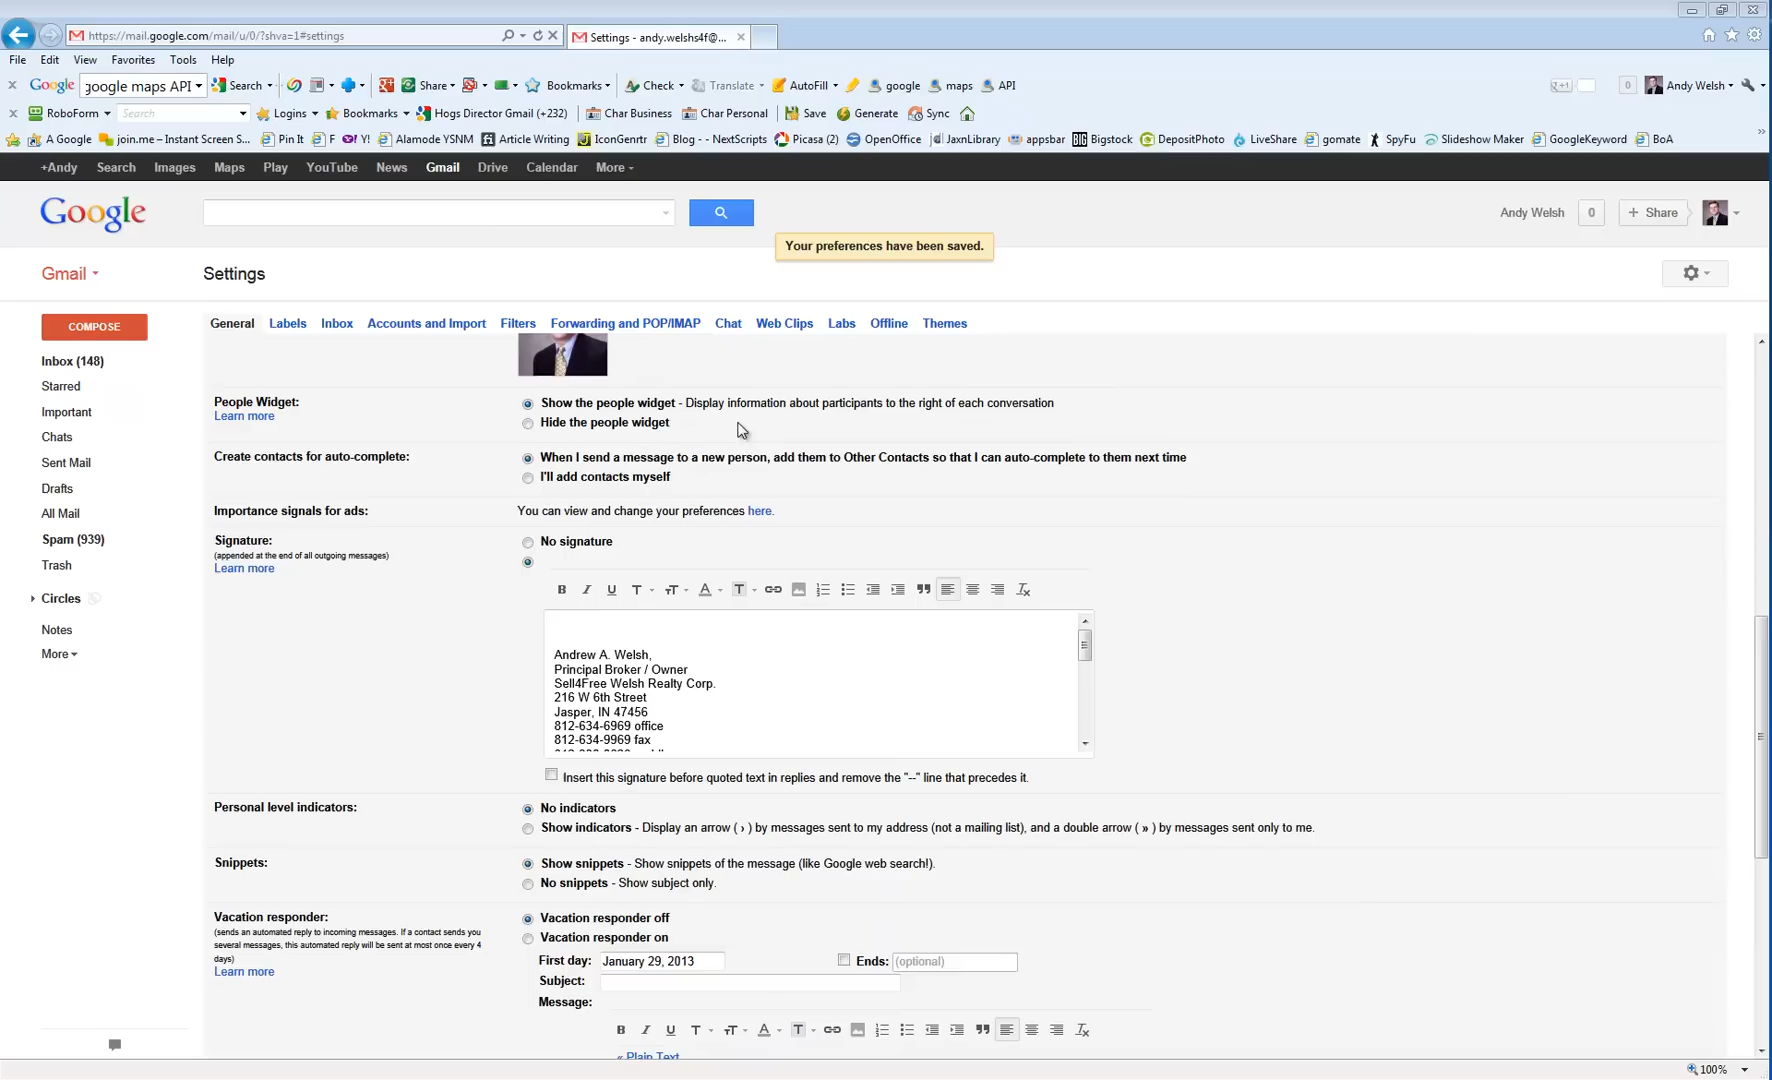 https://mail.google.com/mail/u/0/?shva=1#settings
Settings - andy.welshs4f@...
File Edit View Favorites Tools Help
Google google maps API Search Share Bookmarks Check Translate AutoFill google maps API +1 0 Andy Welsh
RoboForm Search Logins Bookmarks Hogs Director Gmail (+232) Char Business Char Personal Save Generate Sync
A Google join.me – Instant Screen S... Pin It F Y! Alamode YSNM Article Writing IconGenrtr Blog - - NextScripts Picasa (2) OpenOffice JaxnLibrary appsbar Bigstock DepositPhoto LiveShare gomate SpyFu Slideshow Maker GoogleKeyword BoA
+Andy Search Images Maps Play YouTube News Gmail Drive Calendar More
Google Andy Welsh 0 + Share
Your preferences have been saved.
Gmail Settings
General Labels Inbox Accounts and Import Filters Forwarding and POP/IMAP Chat Web Clips Labs Offline Themes
COMPOSE
Inbox (148)
Starred
Important
Chats
Sent Mail
Drafts
All Mail
Spam (939)
Trash
Circles
Notes
More
People Widget:
Learn more
Show the people widget - Display information about participants to the right of each conversation
Hide the people widget
Create contacts for auto-complete:
When I send a message to a new person, add them to Other Contacts so that I can auto-complete to them next time
I'll add contacts myself
Importance signals for ads:
You can view and change your preferences here.
Signature:
(appended at the end of all outgoing messages)
Learn more
No signature
Andrew A. Welsh,
Principal Broker / Owner
Sell4Free Welsh Realty Corp.
216 W 6th Street
Jasper, IN 47456
812-634-6969 office
812-634-9969 fax
Insert this signature before quoted text in replies and remove the "--" line that precedes it.
Personal level indicators:
No indicators
Show indicators - Display an arrow ( › ) by messages sent to my address (not a mailing list), and a double arrow ( » ) by messages sent only to me.
Snippets:
Show snippets - Show snippets of the message (like Google web search!).
No snippets - Show subject only.
Vacation responder:
(sends an automated reply to incoming messages. If a contact sends you
several messages, this automated reply will be sent at most once every 4
days)
Learn more
Vacation responder off
Vacation responder on
First day: January 29, 2013 Ends: (optional)
Subject:
Message:
« Plain Text
100%